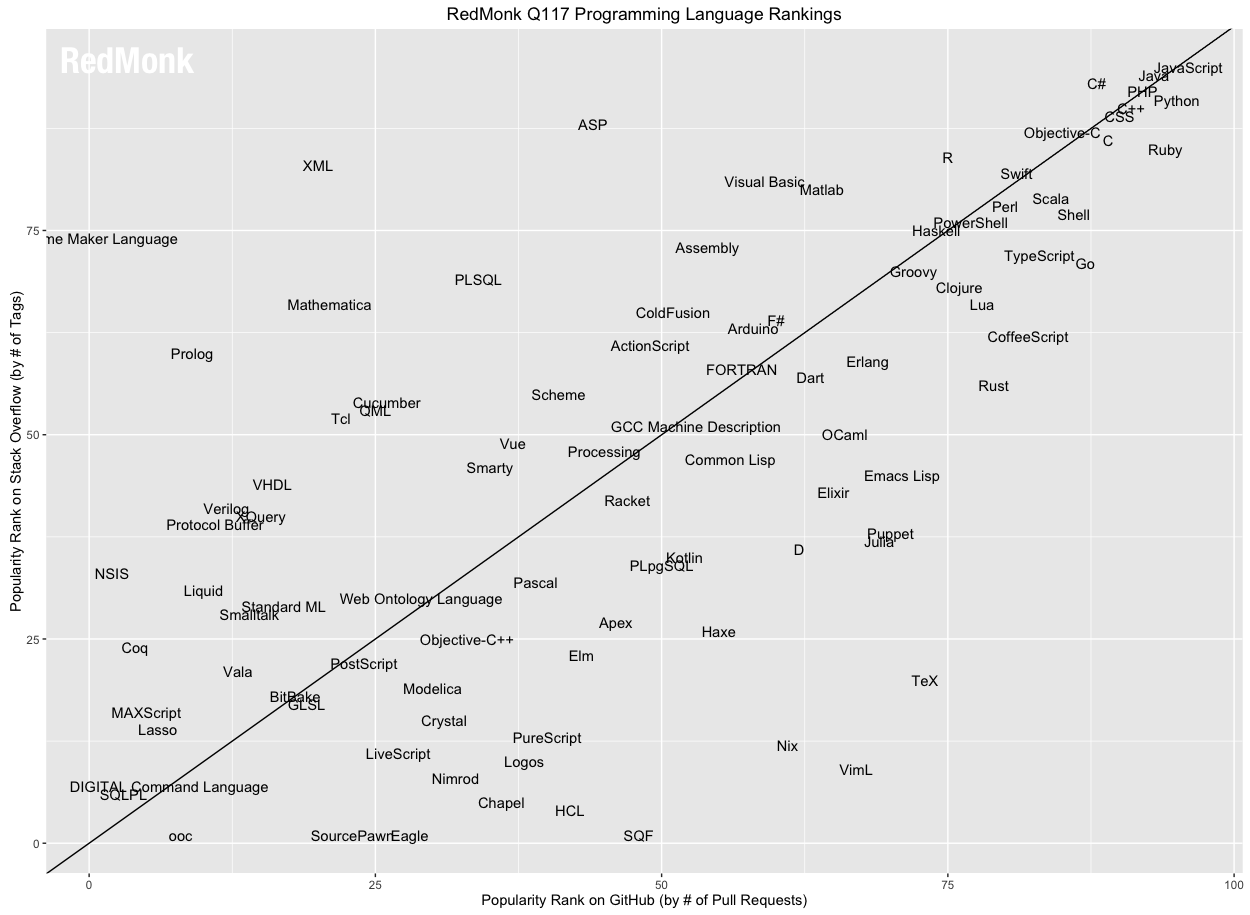 RedMonk Q117 Programming Language Rankings
RedMonk
JavaScript
Java
C#
PHP
Python
C++
CSS
ASP
Objective-C
C
Ruby
R
XML
Swift
Visual Basic
Matlab
Scala
Perl
Shell
PowerShell
Haskell
75
me Maker Language
Assembly
TypeScript
Go
Groovy
PLSQL
Clojure
Mathematica
Lua
ColdFusion
F#
Arduino
CoffeeScript
ActionScript
Prolog
Erlang
FORTRAN
Dart
Rust
Scheme
Cucumber
QML
Tcl
GCC Machine Description
50
OCaml
Vue
Processing
Common Lisp
Smarty
Emacs Lisp
VHDL
Elixir
Racket
Verilog
XQuery
Protocol Buffer
Puppet
Julia
D
Kotlin
PLpgSQL
NSIS
Pascal
Liquid
Web Ontology Language
Standard ML
Smalltalk
Apex
Haxe
25
Objective-C++
Coq
Elm
PostScript
Vala
TeX
Modelica
BitBake
GLSL
MAXScript
Crystal
Lasso
PureScript
Nix
LiveScript
Logos
VimL
Nimrod
DIGITAL Command Language
SQLPL
Chapel
HCL
ooc
SourcePawn
Eagle
SQF
0
0
25
50
75
100
Popularity Rank on GitHub (by # of Pull Requests)
Popularity Rank on Stack Overflow (by # of Tags)